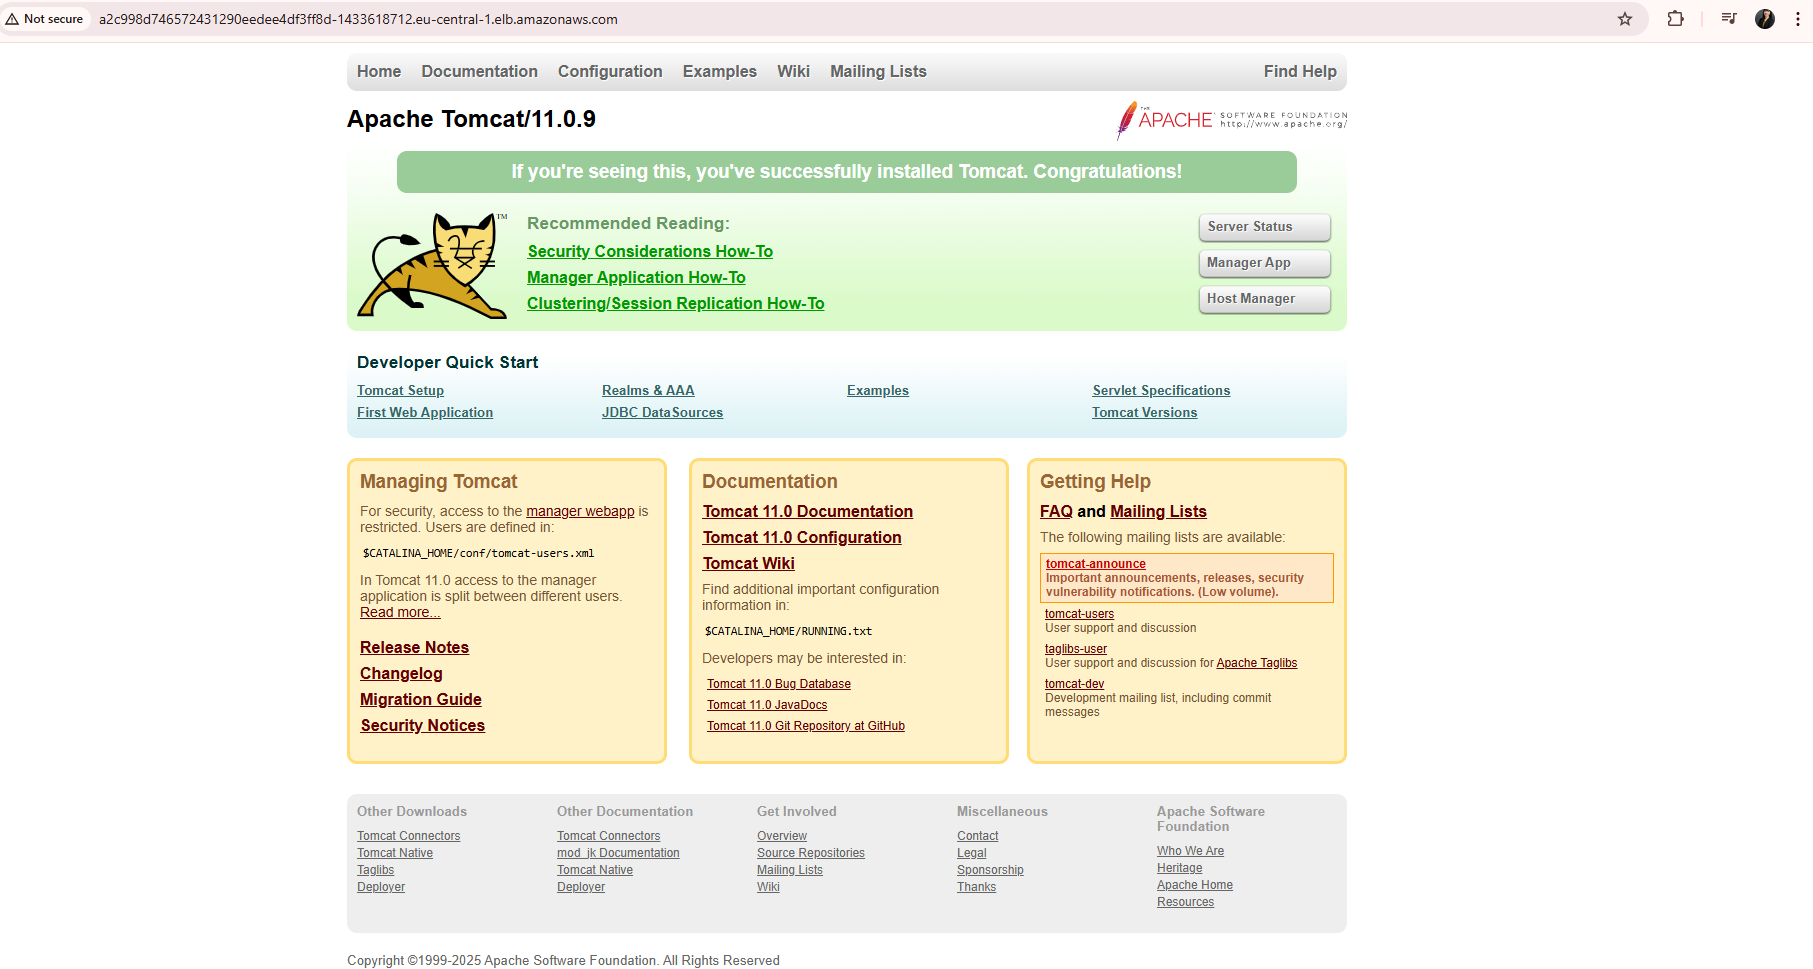 Not secure a2c998d746572431290eedee4df3ff8d-1433618712.eu-central-1.elb.amazonaws.com
Home Documentation Configuration Examples Wiki Mailing Lists Find Help
Apache Tomcat/11.0.9
THE APACHE SOFTWARE FOUNDATION
http://www.apache.org/
If you're seeing this, you've successfully installed Tomcat. Congratulations!
TM
Recommended Reading:
Security Considerations How-To
Manager Application How-To
Clustering/Session Replication How-To
Server Status
Manager App
Host Manager
Developer Quick Start
Tomcat Setup
First Web Application
Realms & AAA
JDBC DataSources
Examples
Servlet Specifications
Tomcat Versions
Managing Tomcat
For security, access to the manager webapp is
restricted. Users are defined in:
$CATALINA_HOME/conf/tomcat-users.xml
In Tomcat 11.0 access to the manager
application is split between different users.
Read more...
Release Notes
Changelog
Migration Guide
Security Notices
Documentation
Tomcat 11.0 Documentation
Tomcat 11.0 Configuration
Tomcat Wiki
Find additional important configuration
information in:
$CATALINA_HOME/RUNNING.txt
Developers may be interested in:
Tomcat 11.0 Bug Database
Tomcat 11.0 JavaDocs
Tomcat 11.0 Git Repository at GitHub
Getting Help
FAQ and Mailing Lists
The following mailing lists are available:
tomcat-announce
Important announcements, releases, security
vulnerability notifications. (Low volume).
tomcat-users
User support and discussion
taglibs-user
User support and discussion for Apache Taglibs
tomcat-dev
Development mailing list, including commit
messages
Other Downloads
Tomcat Connectors
Tomcat Native
Taglibs
Deployer
Other Documentation
Tomcat Connectors
mod_jk Documentation
Tomcat Native
Deployer
Get Involved
Overview
Source Repositories
Mailing Lists
Wiki
Miscellaneous
Contact
Legal
Sponsorship
Thanks
Apache Software
Foundation
Who We Are
Heritage
Apache Home
Resources
Copyright ©1999-2025 Apache Software Foundation. All Rights Reserved